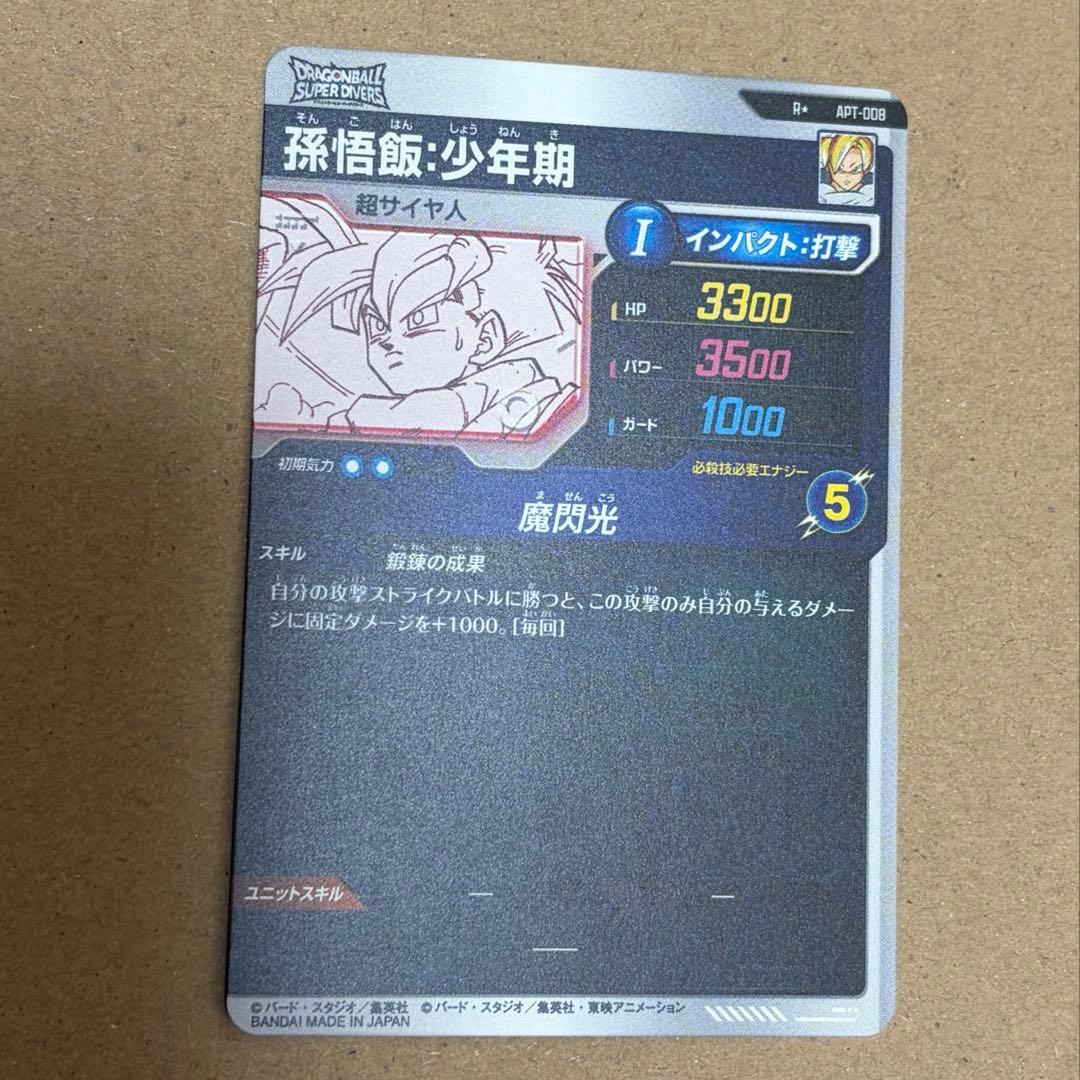 DRAGONBALL
SUPER DIVERS
R★ APT-008
そん ご はん しょう ねん き
孫悟飯:少年期
超サイヤ人
I インパクト:打撃
HP 3300
パワー 3500
ガード 1000
初期気力
必殺技必要エナジー
5
ま せん こう
魔閃光
スキル
たん れん せい か
鍛錬の成果
自分の攻撃ストライクバトルに勝つと、この攻撃のみ自分の与えるダメー
ジに固定ダメージを+1000。[毎回]
ユニットスキル
— —
—
©バード・スタジオ/集英社 ©バード・スタジオ/集英社・東映アニメーション
BANDAI MADE IN JAPAN